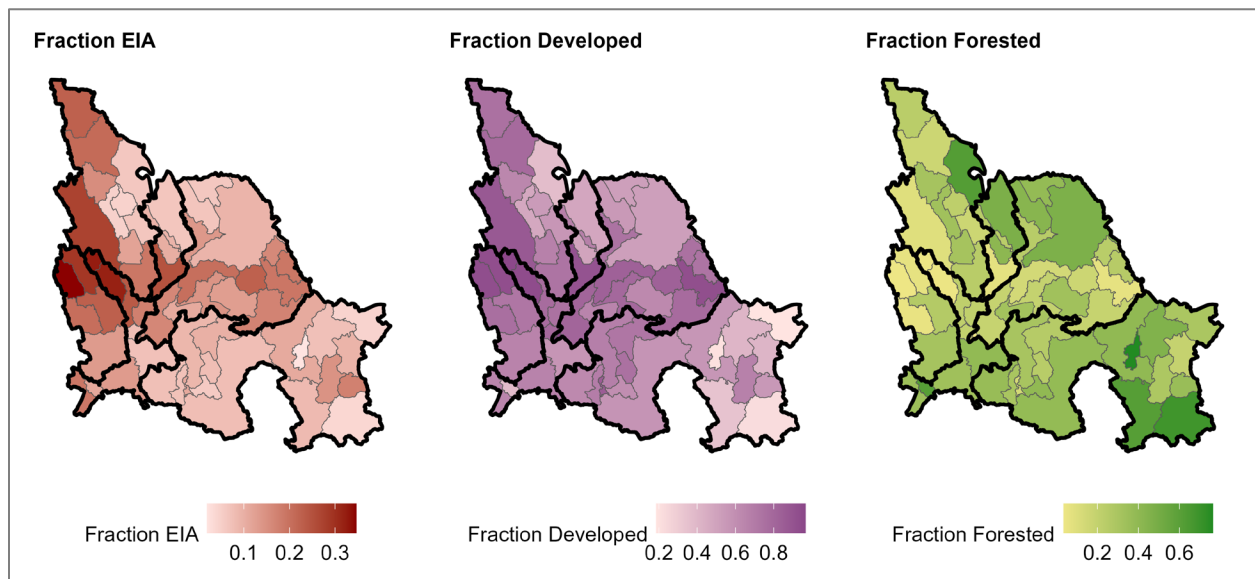 Fraction EIA
Fraction Developed
Fraction Forested
Fraction EIA
0.1 0.2 0.3
Fraction Developed
0.2 0.4 0.6 0.8
Fraction Forested
0.2 0.4 0.6